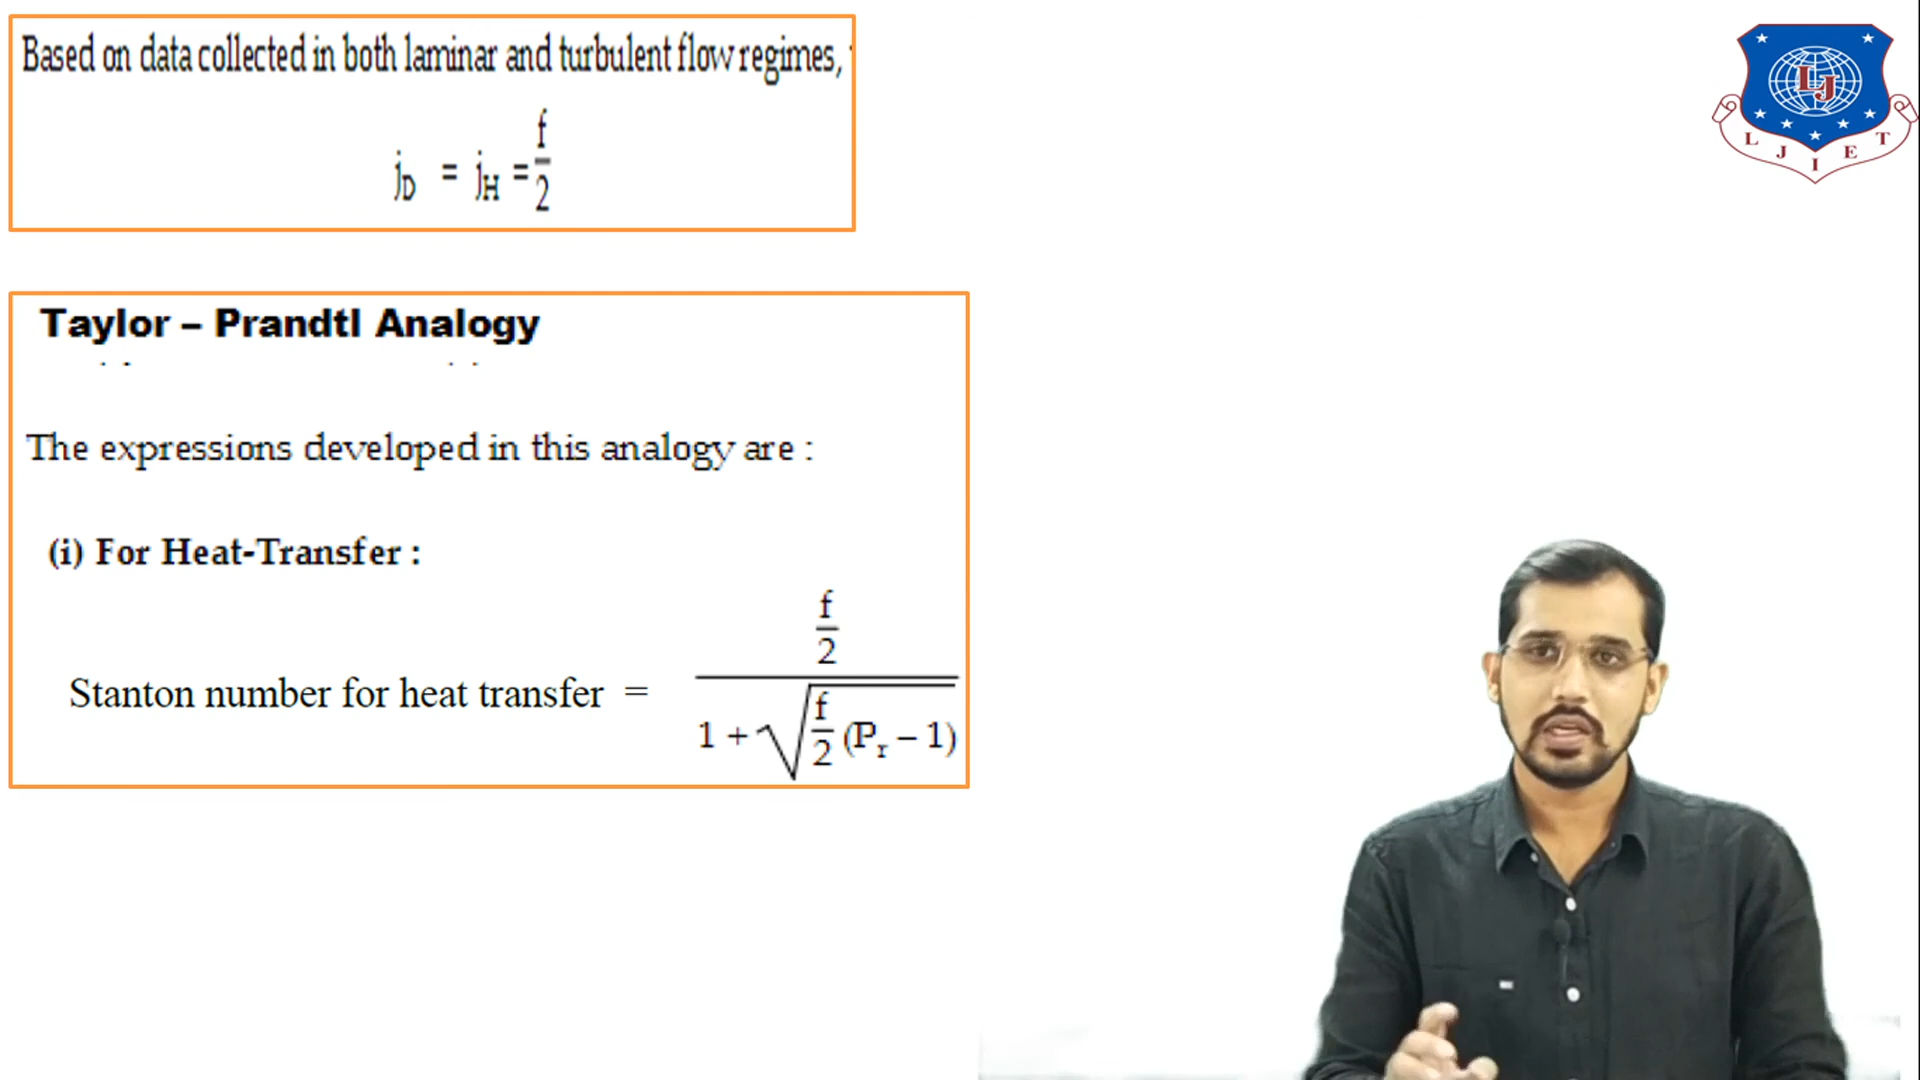 Based on data collected in both laminar and turbulent flow regimes,
jD = jH = f/2
Taylor – Prandtl Analogy
The expressions developed in this analogy are :
(i) For Heat-Transfer :
Stanton number for heat transfer = (f/2) / (1 + √(f/2 (Pr – 1)))
LJ
L J I E T